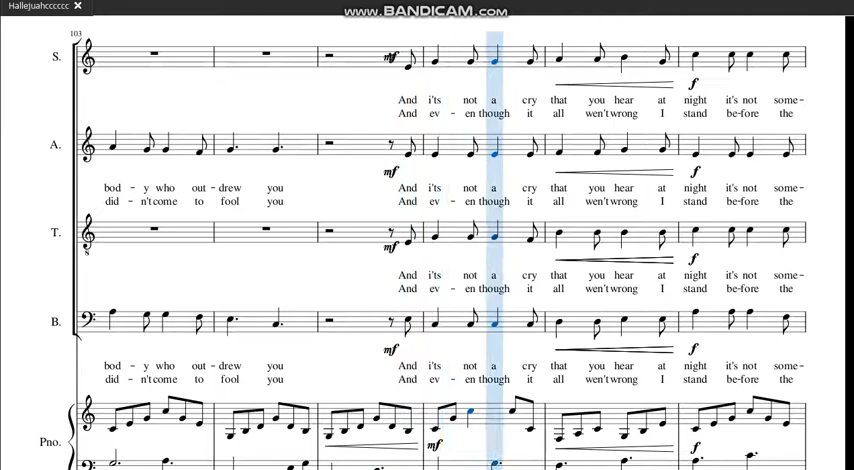 Hallejuahcccccc ✕
WWW.BANDICAM.COM
103
S.
mf
f
And i'ts not a cry that you hear at night it's not some-
And ev - en though it all wen't wrong I stand be-fore the
A.
mf
f
bod - y who out - drew you And i'ts not a cry that you hear at night it's not some-
did - n't come to fool you And ev - en though it all wen't wrong I stand be-fore the
T.
8
mf
f
And i'ts not a cry that you hear at night it's not some-
And ev - en though it all wen't wrong I stand be-fore the
B.
mf
f
bod - y who out - drew you And i'ts not a cry that you hear at night it's not some-
did - n't come to fool you And ev - en though it all wen't wrong I stand be-fore the
Pno.
mf
f